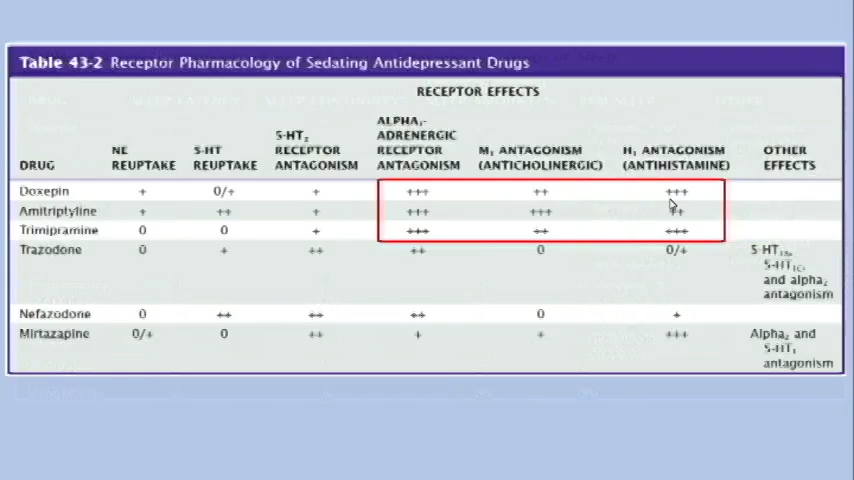 Table 43-2 Receptor Pharmacology of Sedating Antidepressant Drugs
RECEPTOR EFFECTS
DRUG NE REUPTAKE 5-HT REUPTAKE 5-HT2 RECEPTOR ANTAGONISM ALPHA1-ADRENERGIC RECEPTOR ANTAGONISM M1 ANTAGONISM (ANTICHOLINERGIC) H1 ANTAGONISM (ANTIHISTAMINE) OTHER EFFECTS
Doxepin + 0/+ + +++ ++ +++
Amitriptyline + ++ + +++ +++ ++
Trimipramine 0 0 + +++ ++ +++
Trazodone 0 + ++ ++ 0 0/+ 5-HT1A, 5-HT1C, and alpha2 antagonism
Nefazodone 0 ++ ++ ++ 0 +
Mirtazapine 0/+ 0 ++ + + +++ Alpha2 and 5-HT1 antagonism